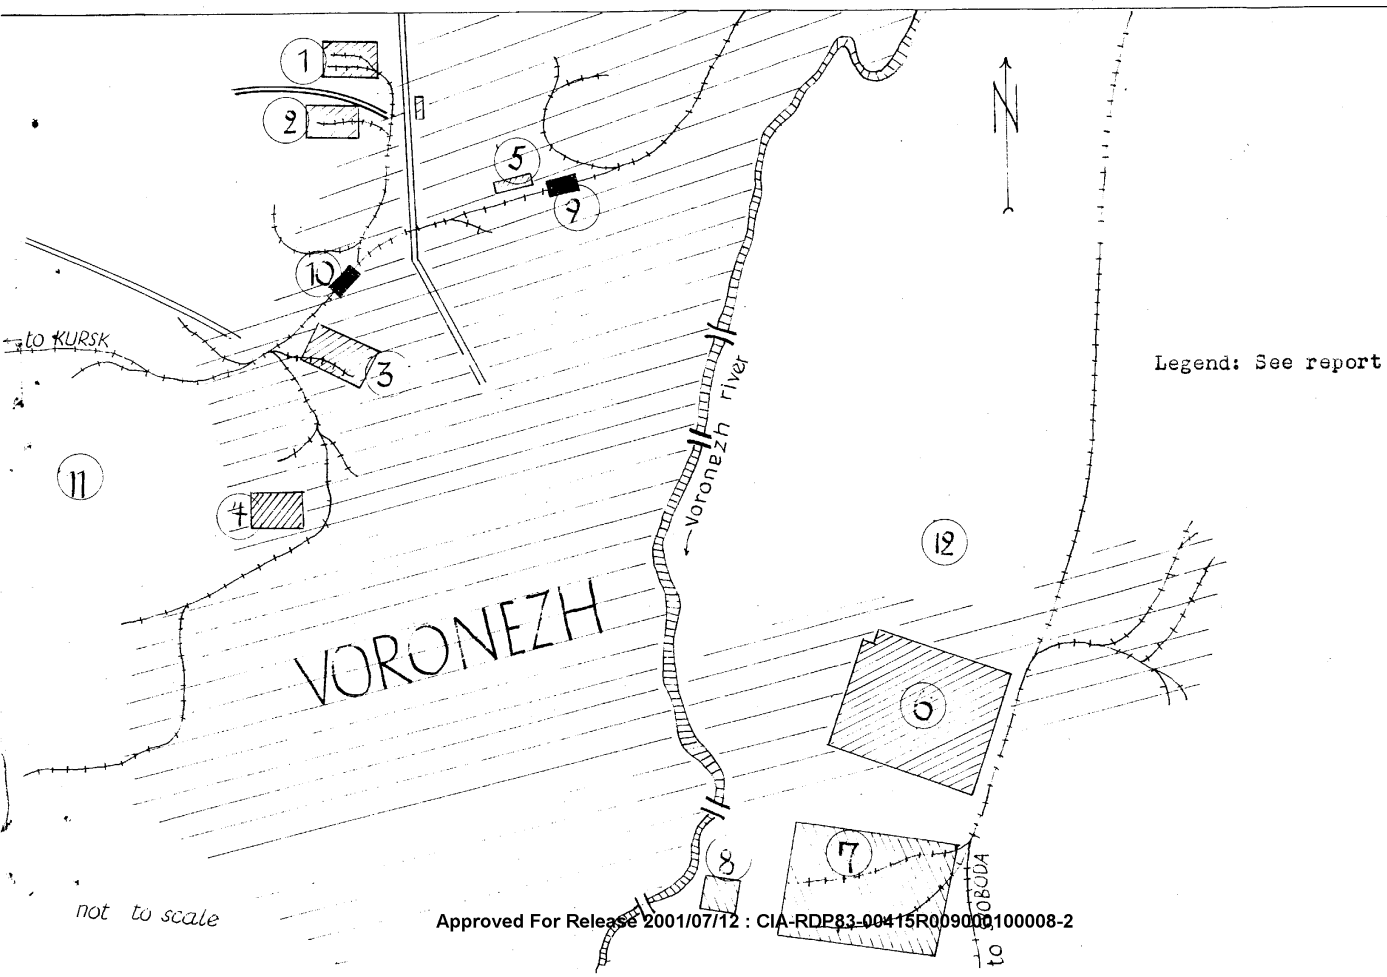 1
2
N
5
9
10
← to KURSK
3
Legend: See report
← Voronezh river
11
4
12
VORONEZH
6
7
8
not to scale
to
Approved For Release 2001/07/12 : CIA-RDP83-00415R009000100008-2